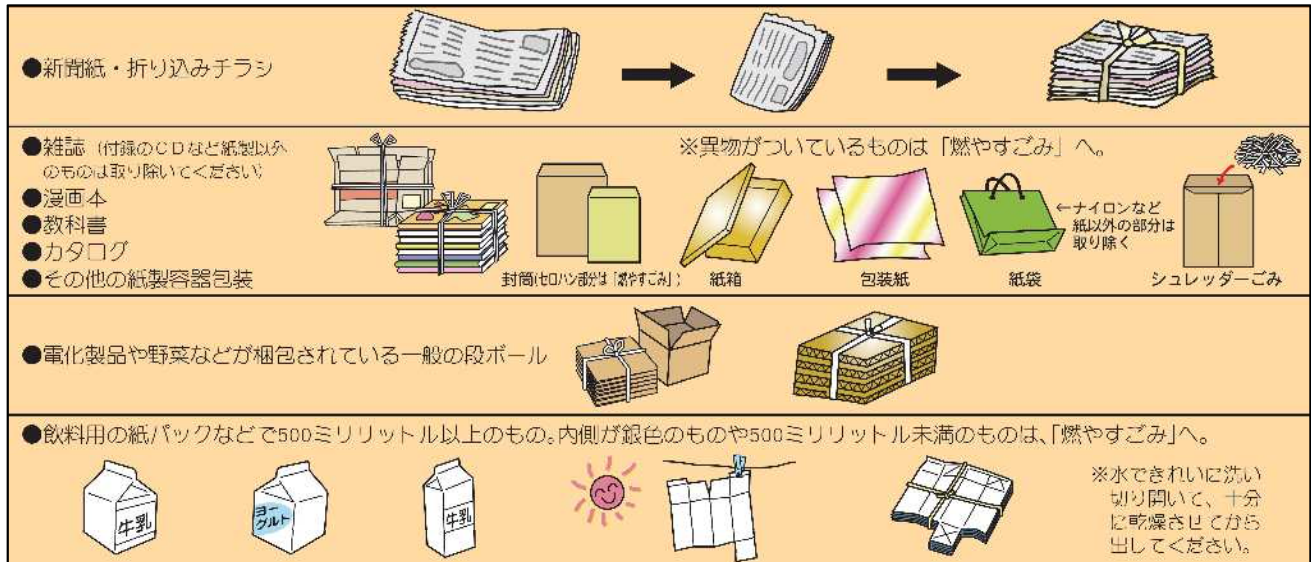 ●新聞紙・折り込みチラシ
●雑誌（付録のＣＤなど紙製以外
のものは取り除いてください）
●漫画本
●教科書
●カタログ
●その他の紙製容器包装
※異物がついているものは「燃やすごみ」へ。
封筒(セロハン部分は「燃やすごみ」)
紙箱
包装紙
紙袋
←ナイロンなど
紙以外の部分は
取り除く
シュレッダーごみ
●電化製品や野菜などが梱包されている一般の段ボール
●飲料用の紙パックなどで500ミリリットル以上のもの。内側が銀色のものや500ミリリットル未満のものは、「燃やすごみ」へ。
牛乳
ヨー
グルト
牛乳
※水できれいに洗い
切り開いて、十分
に乾燥させてから
出してください。